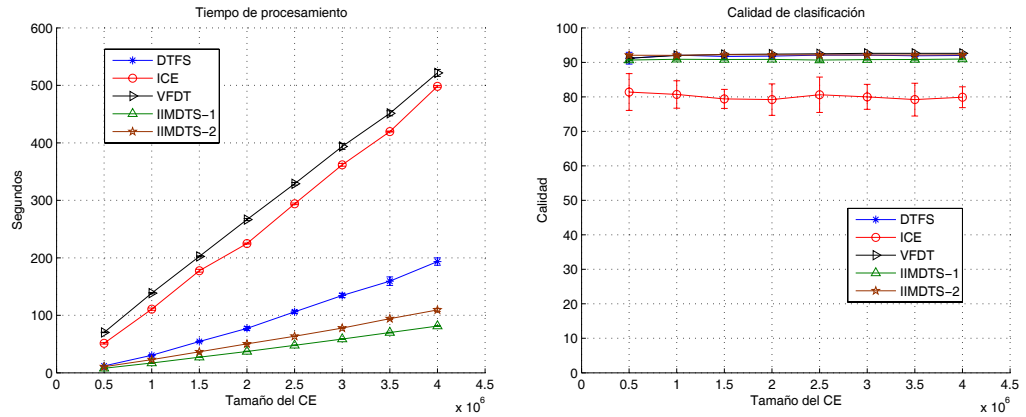 Tiempo de procesamiento
600
500
400
300
200
100
0
Segundos
DTFS
ICE
VFDT
IIMDTS-1
IIMDTS-2
0 0.5 1 1.5 2 2.5 3 3.5 4 4.5
Tamaño del CE
x 10^6
Calidad de clasificación
100
90
80
70
60
50
40
30
20
10
0
Calidad
DTFS
ICE
VFDT
IIMDTS-1
IIMDTS-2
0 0.5 1 1.5 2 2.5 3 3.5 4 4.5
Tamaño del CE
x 10^6